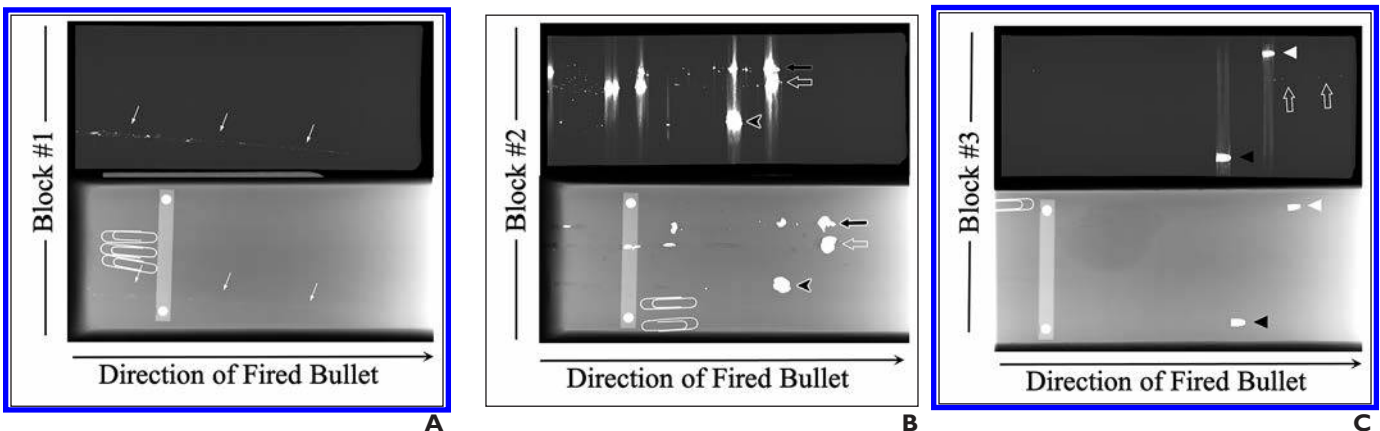 Block #1
Direction of Fired Bullet
A
Block #2
Direction of Fired Bullet
B
Block #3
Direction of Fired Bullet
C